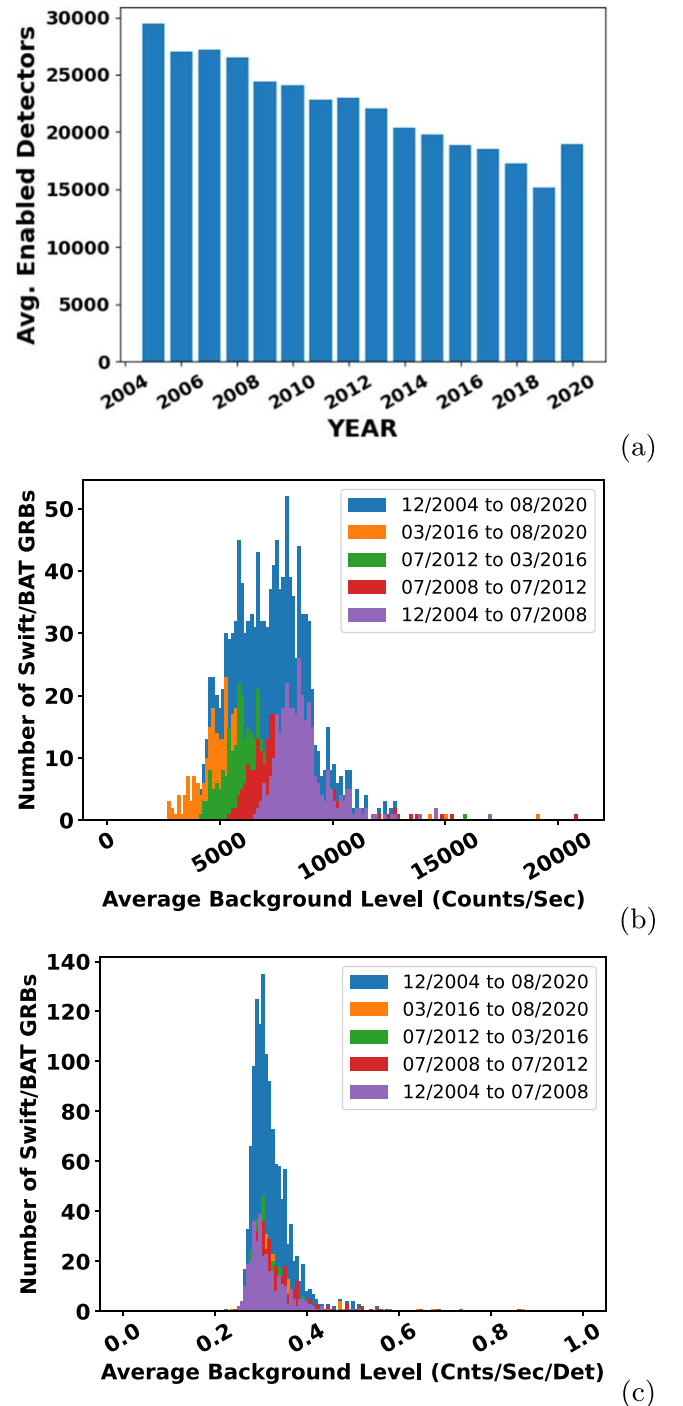 30000
25000
20000
15000
10000
5000
0
Avg. Enabled Detectors
2004 2006 2008 2010 2012 2014 2016 2018 2020
YEAR
(a)
50
40
30
20
10
0
Number of Swift/BAT GRBs
12/2004 to 08/2020
03/2016 to 08/2020
07/2012 to 03/2016
07/2008 to 07/2012
12/2004 to 07/2008
0 5000 10000 15000 20000
Average Background Level (Counts/Sec)
(b)
140
120
100
80
60
40
20
0
Number of Swift/BAT GRBs
12/2004 to 08/2020
03/2016 to 08/2020
07/2012 to 03/2016
07/2008 to 07/2012
12/2004 to 07/2008
0.0 0.2 0.4 0.6 0.8 1.0
Average Background Level (Cnts/Sec/Det)
(c)